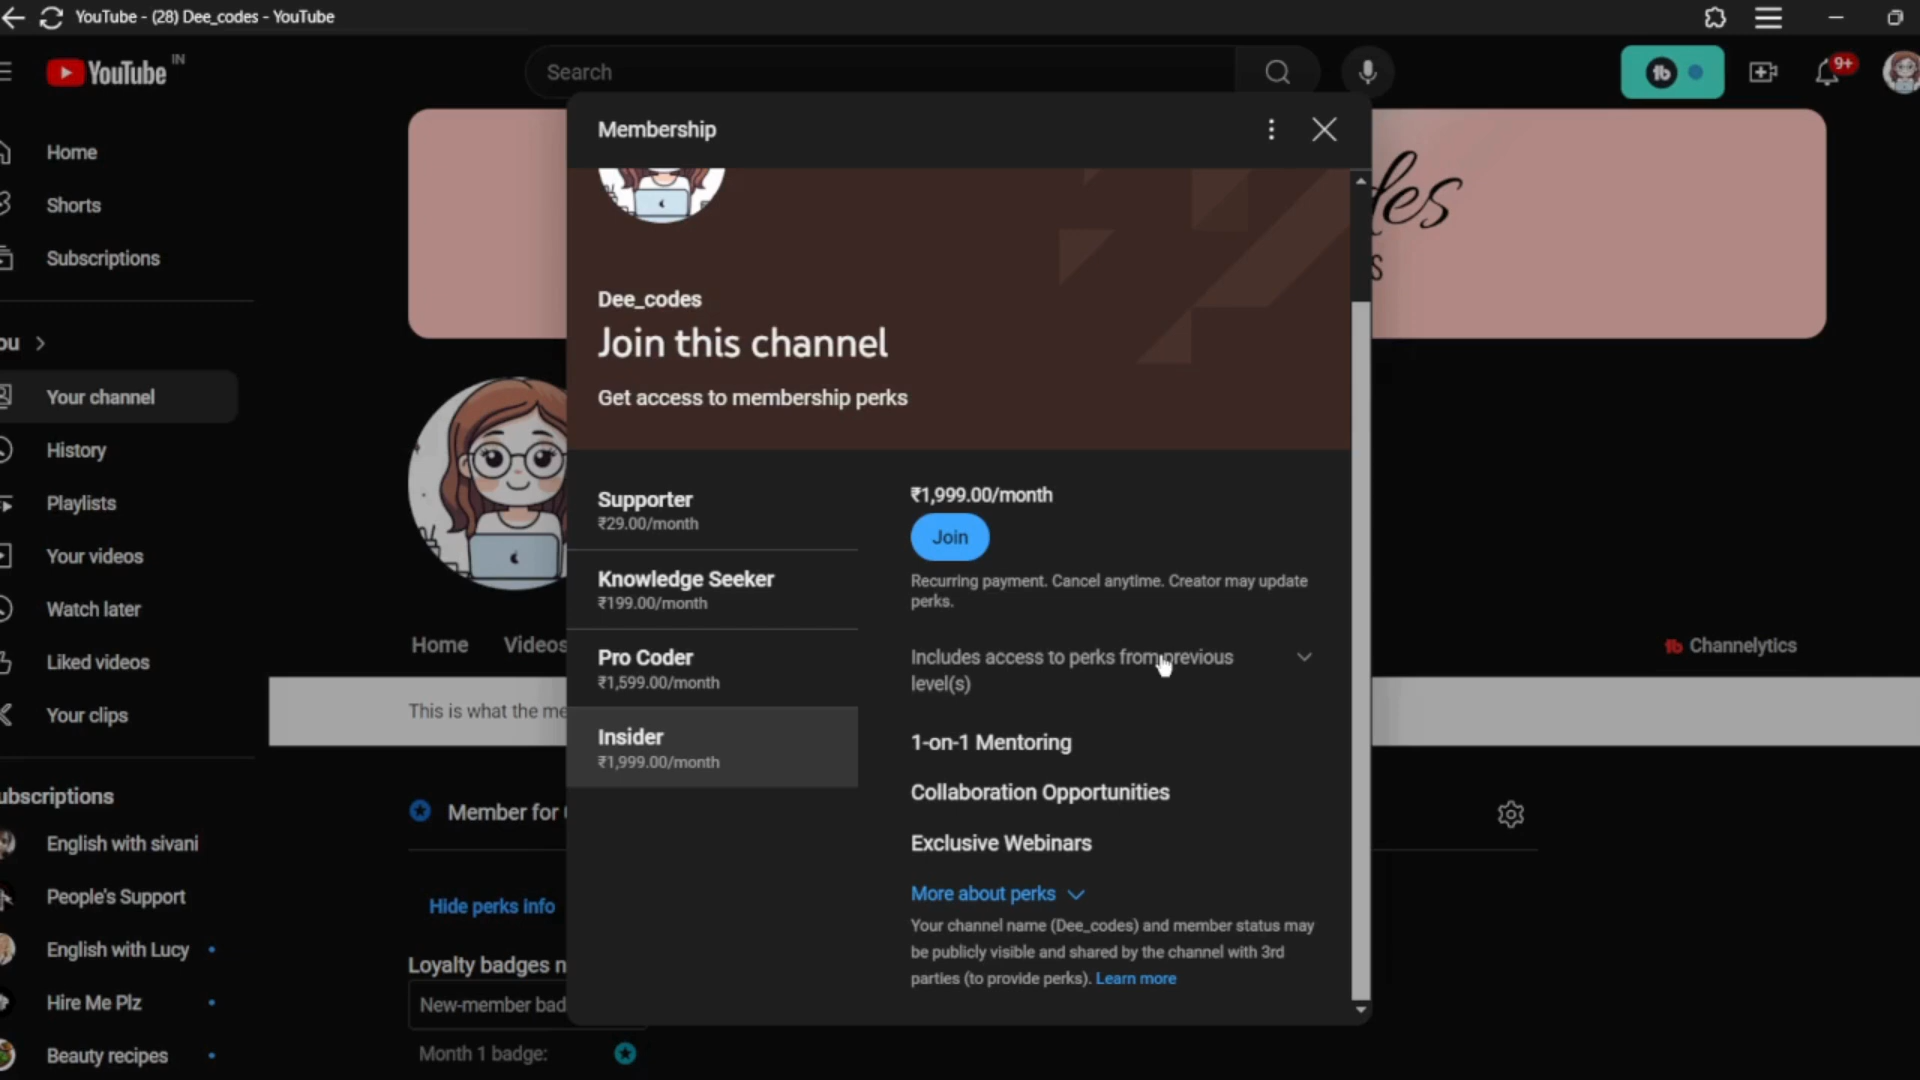 YouTube - (28) Dee_codes - YouTube
YouTube IN
Search
9+
Membership
Home
Shorts
Subscriptions
Your channel
History
Playlists
Your videos
Watch later
Liked videos
Your clips
English with sivani
People's Support
English with Lucy
Hire Me Plz
Beauty recipes
Dee_codes
Join this channel
Get access to membership perks
Supporter
₹29.00/month
Knowledge Seeker
₹199.00/month
Pro Coder
₹1,599.00/month
Insider
₹1,999.00/month
₹1,999.00/month
Join
Recurring payment. Cancel anytime. Creator may update
perks.
Includes access to perks from previous
level(s)
1-on-1 Mentoring
Collaboration Opportunities
Exclusive Webinars
More about perks
Your channel name (Dee_codes) and member status may
be publicly visible and shared by the channel with 3rd
parties (to provide perks). Learn more
Home Videos
Channelytics
This is what the
Member for
Hide perks info
Loyalty badges
New-member
Month 1 badge: